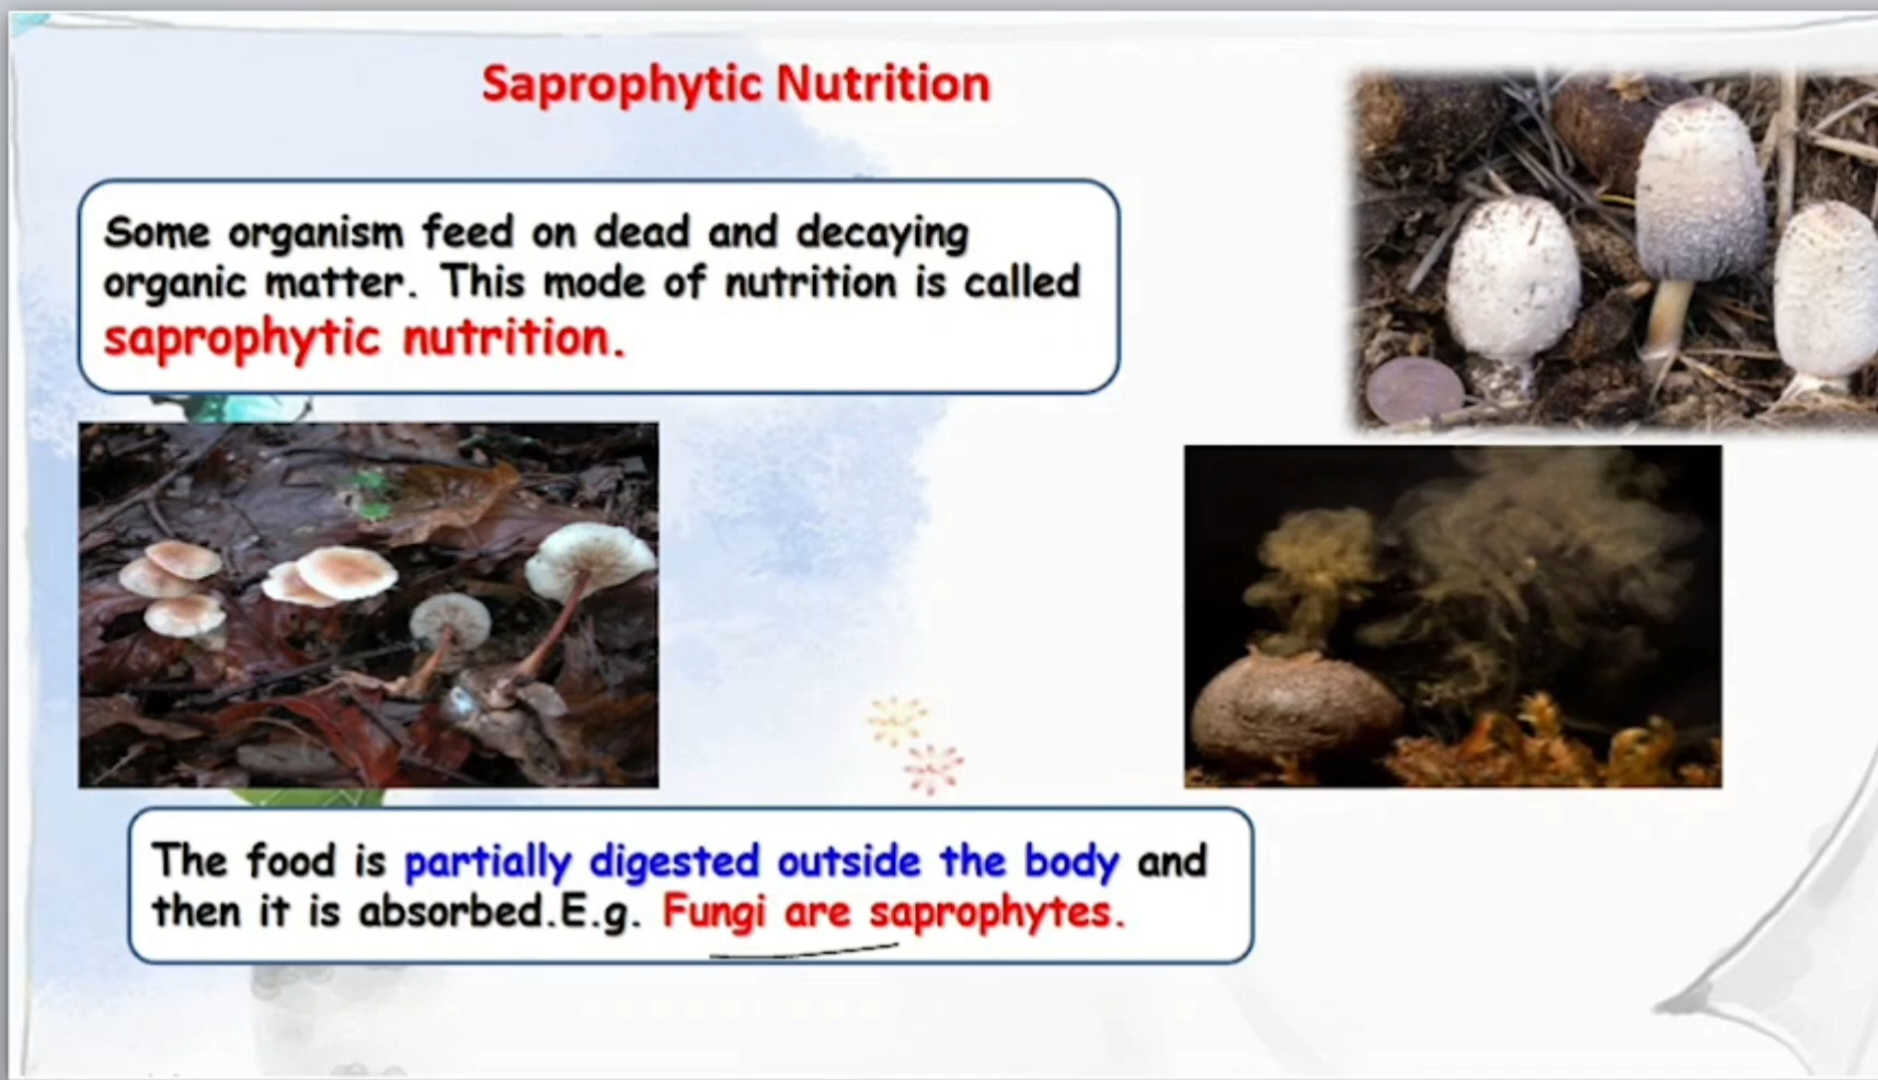 Saprophytic Nutrition
Some organism feed on dead and decaying
organic matter. This mode of nutrition is called
saprophytic nutrition.
The food is partially digested outside the body and
then it is absorbed.E.g. Fungi are saprophytes.